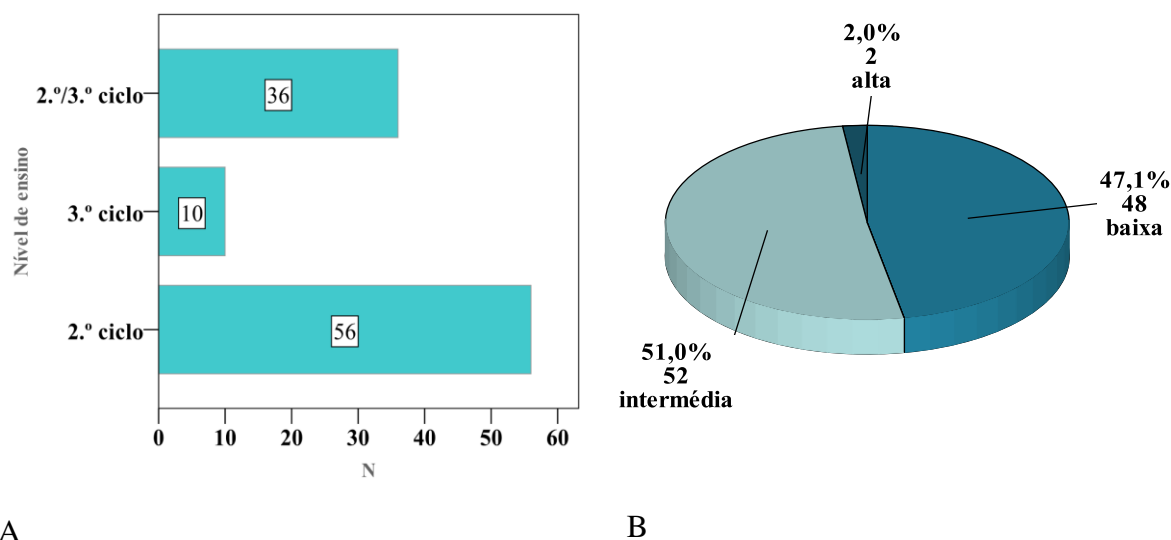 2.º/3.º ciclo
36
3.º ciclo
10
2.º ciclo
56
Nível de ensino
0 10 20 30 40 50 60
N
A
2,0%
2
alta
47,1%
48
baixa
51,0%
52
intermédia
B